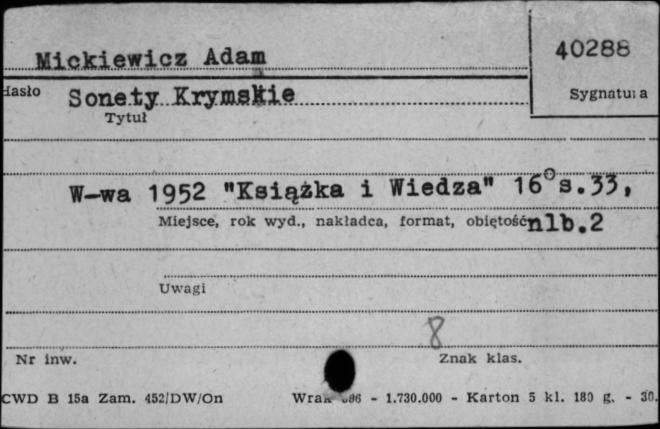 Mickiewicz Adam
40288
Hasło
Sonety Krymskie
Sygnatura
Tytuł
W-wa 1952 "Książka i Wiedza" 16° s.33,
Miejsce, rok wyd., nakładca, format, objętość nlb.2
Uwagi
8
Nr inw.
Znak klas.
CWD B 15a Zam. 452/DW/On
- 1.730.000 - Karton 5 kl. 180 g. - 30.